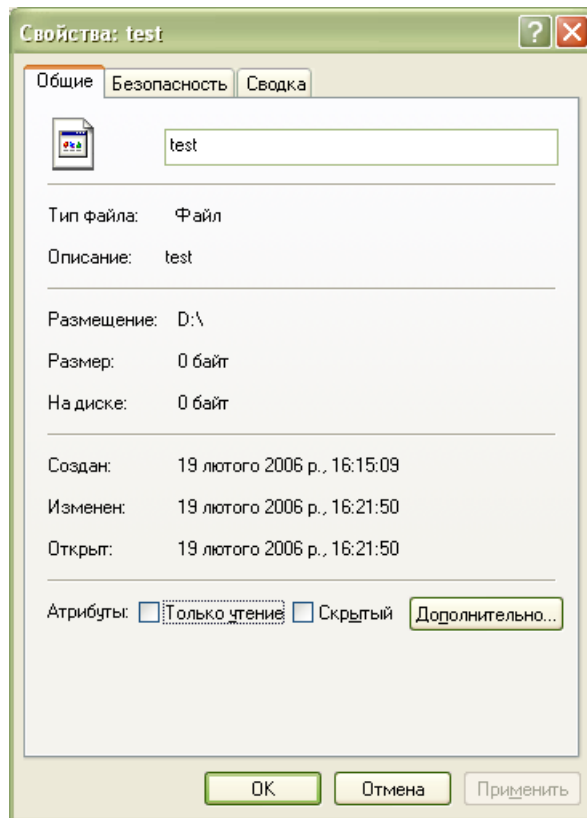 Свойства: test
Общие Безопасность Сводка
test
Тип файла: Файл
Описание: test
Размещение: D:\
Размер: 0 байт
На диске: 0 байт
Создан: 19 лютого 2006 р., 16:15:09
Изменен: 19 лютого 2006 р., 16:21:50
Открыт: 19 лютого 2006 р., 16:21:50
Атрибуты: Только чтение Скрытый Дополнительно...
OK Отмена Применить